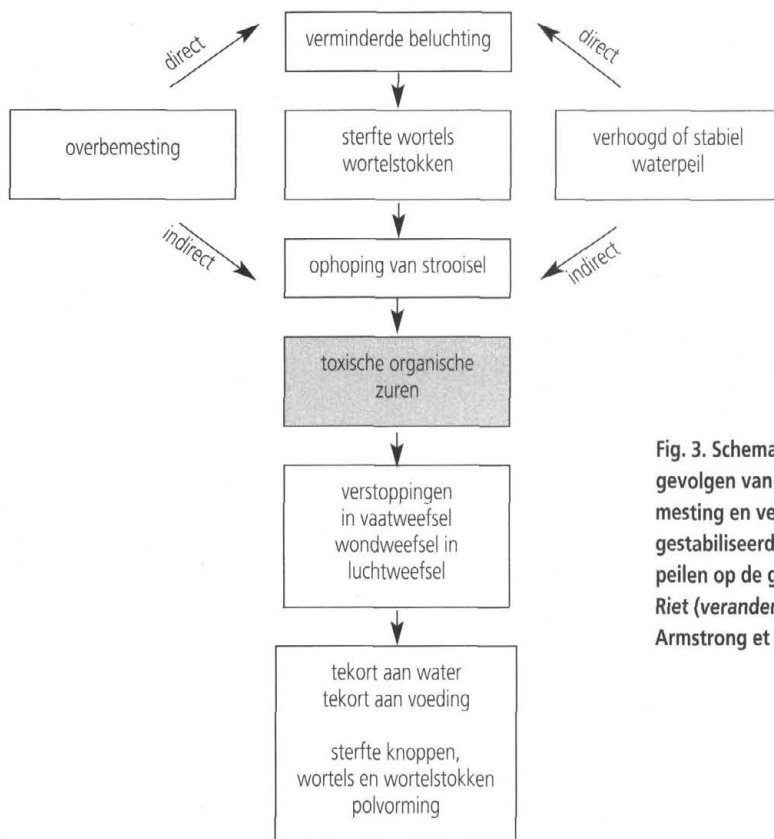 direct
verminderde beluchting
direct
overbemesting
sterfte wortels
wortelstokken
verhoogd of stabiel
waterpeil
indirect
ophoping van strooisel
indirect
toxische organische
zuren
verstoppingen
in vaatweefsel
wondweefsel in
luchtweefsel
tekort aan water
tekort aan voeding
sterfte knoppen,
wortels en wortelstokken
polvorming
Fig. 3. Schema
gevolgen van
mesting en ve
gestabiliseerd
peilen op de g
Riet (verander
Armstrong et